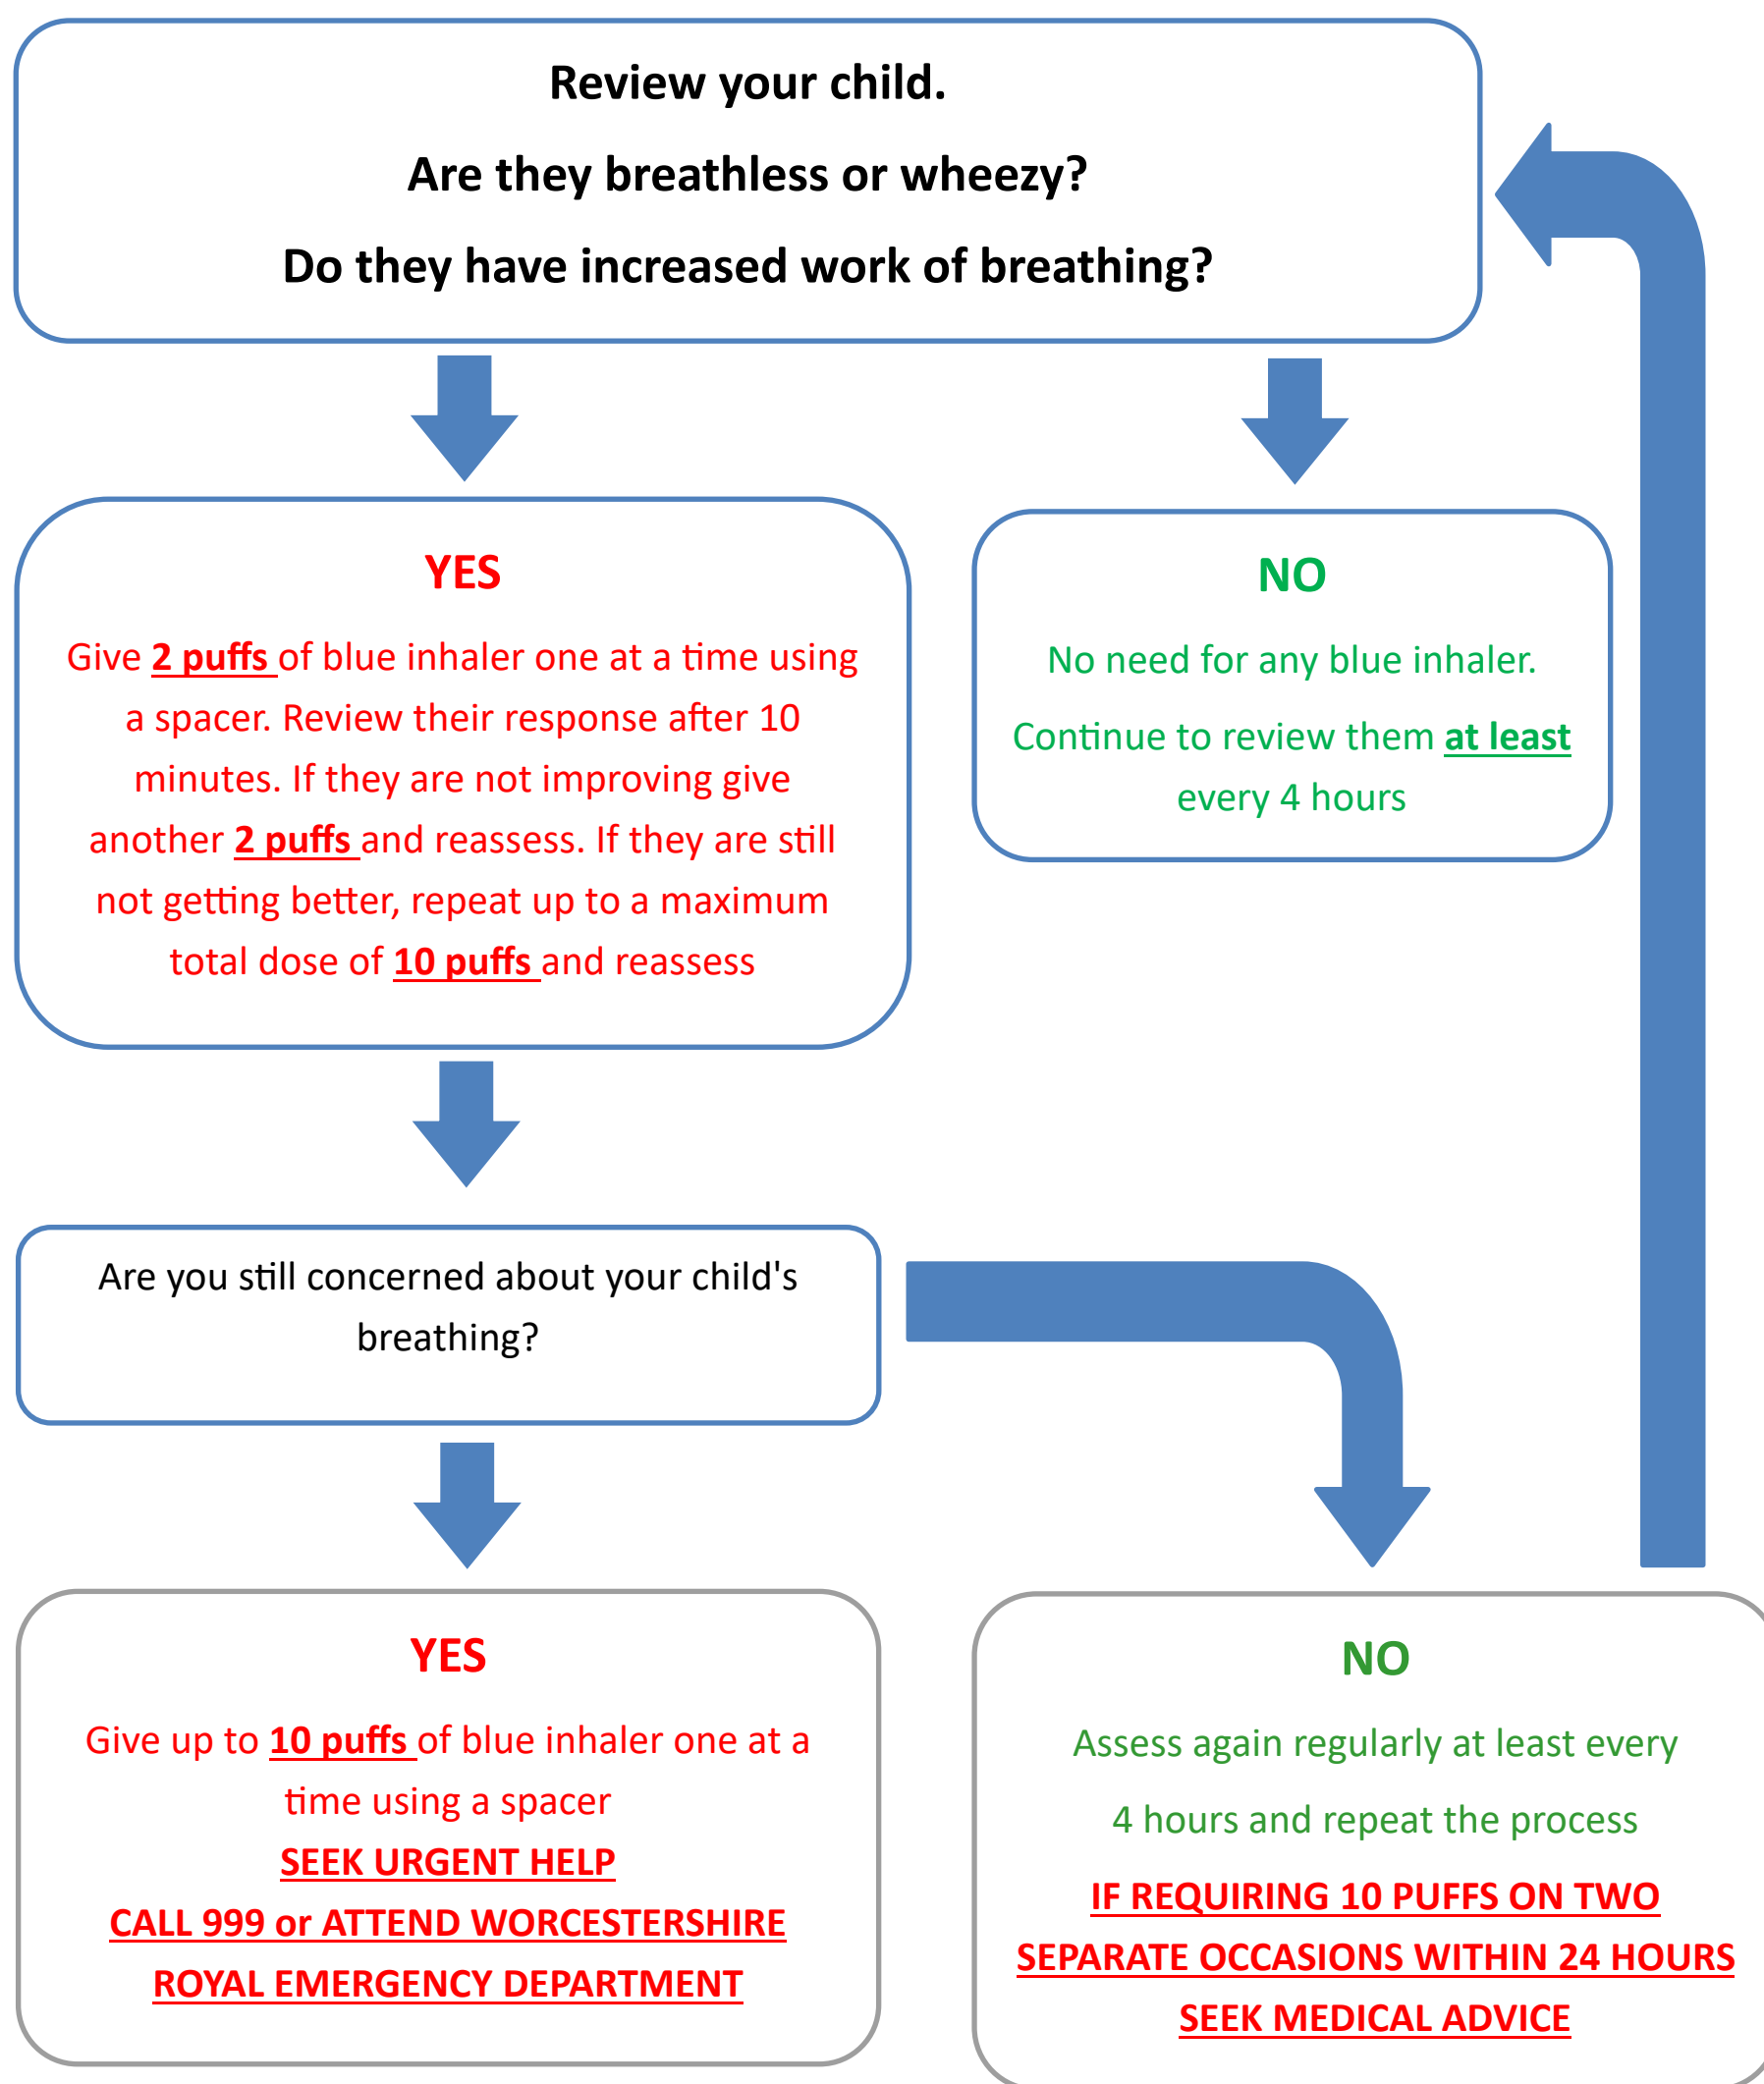 Review your child.
Are they breathless or wheezy?
Do they have increased work of breathing?
YES
Give 2 puffs of blue inhaler one at a time using
a spacer. Review their response after 10
minutes. If they are not improving give
another 2 puffs and reassess. If they are still
not getting better, repeat up to a maximum
total dose of 10 puffs and reassess
NO
No need for any blue inhaler.
Continue to review them at least
every 4 hours
Are you still concerned about your child's
breathing?
YES
Give up to 10 puffs of blue inhaler one at a
time using a spacer
SEEK URGENT HELP
CALL 999 or ATTEND WORCESTERSHIRE
ROYAL EMERGENCY DEPARTMENT
NO
Assess again regularly at least every
4 hours and repeat the process
IF REQUIRING 10 PUFFS ON TWO
SEPARATE OCCASIONS WITHIN 24 HOURS
SEEK MEDICAL ADVICE